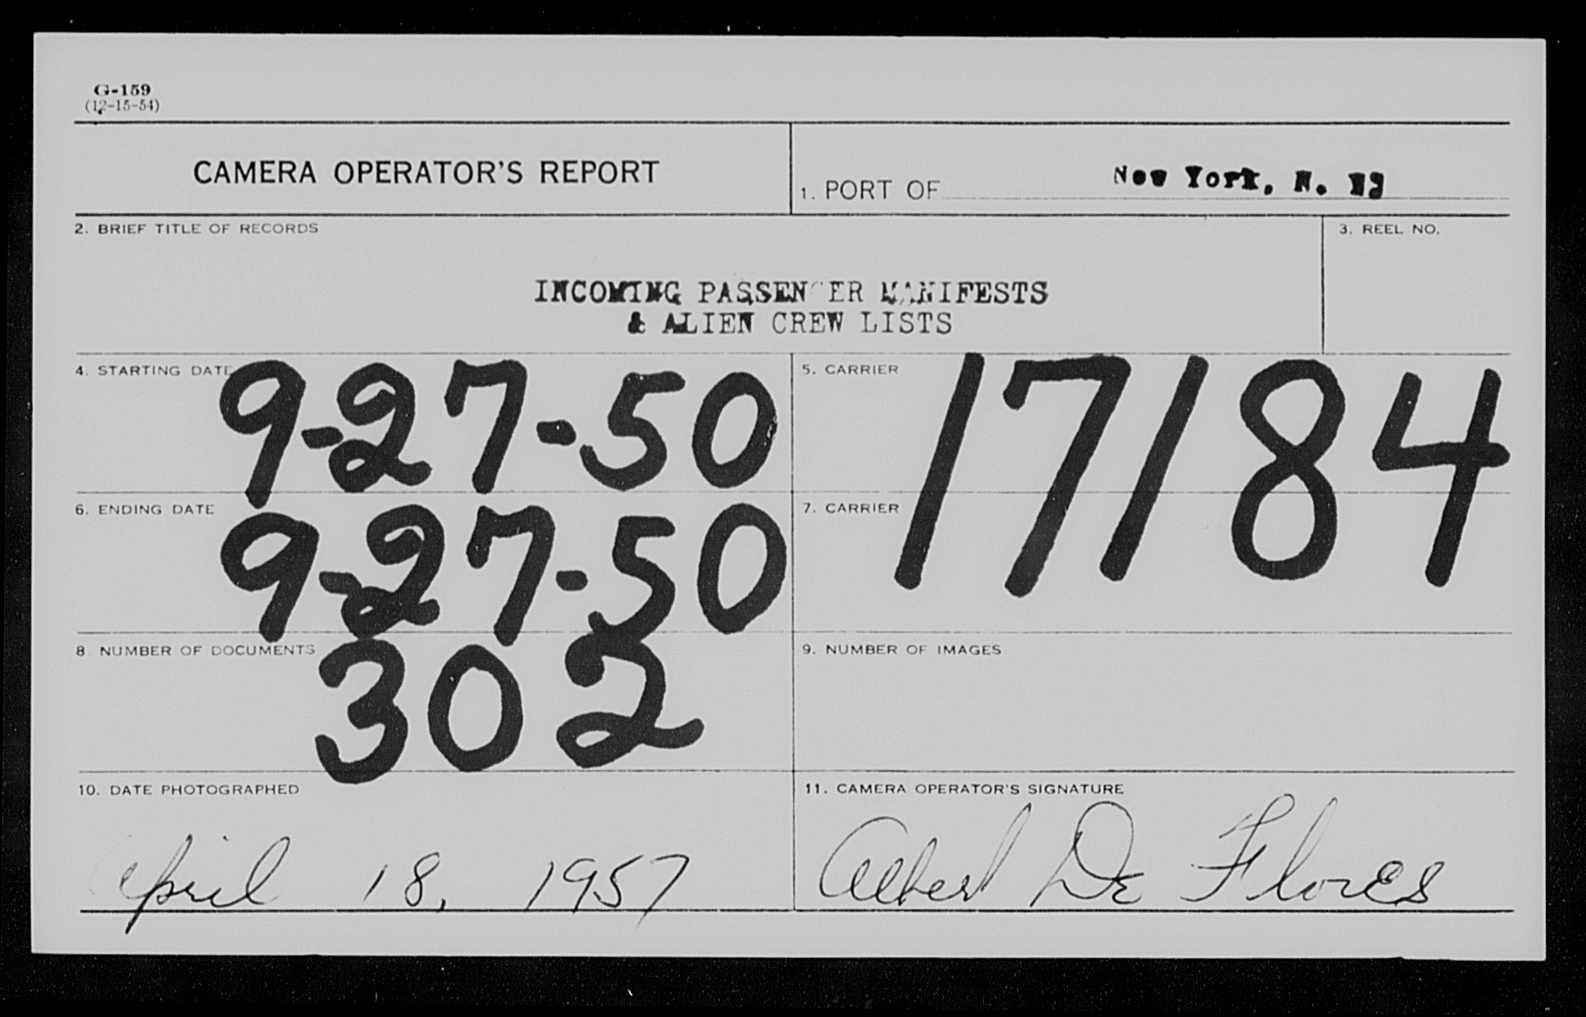 G-159
(12-15-54)
CAMERA OPERATOR'S REPORT
1. PORT OF New York, N. Y.
2. BRIEF TITLE OF RECORDS
3. REEL NO.
INCOMING PASSENGER MANIFESTS
& ALIEN CREW LISTS
4. STARTING DATE 9-27-50
5. CARRIER 17184
6. ENDING DATE 9-27-50
7. CARRIER
8 NUMBER OF DOCUMENTS 302
9. NUMBER OF IMAGES
10. DATE PHOTOGRAPHED
April 18, 1957
11. CAMERA OPERATOR'S SIGNATURE
Albert De Flores